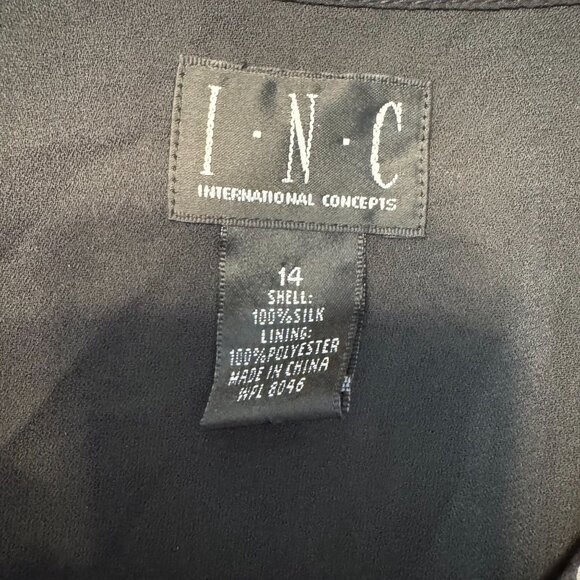 I·N·C
INTERNATIONAL CONCEPTS
14
SHELL:
100%SILK
LINING:
100%POLYESTER
MADE IN CHINA
WPL 8046